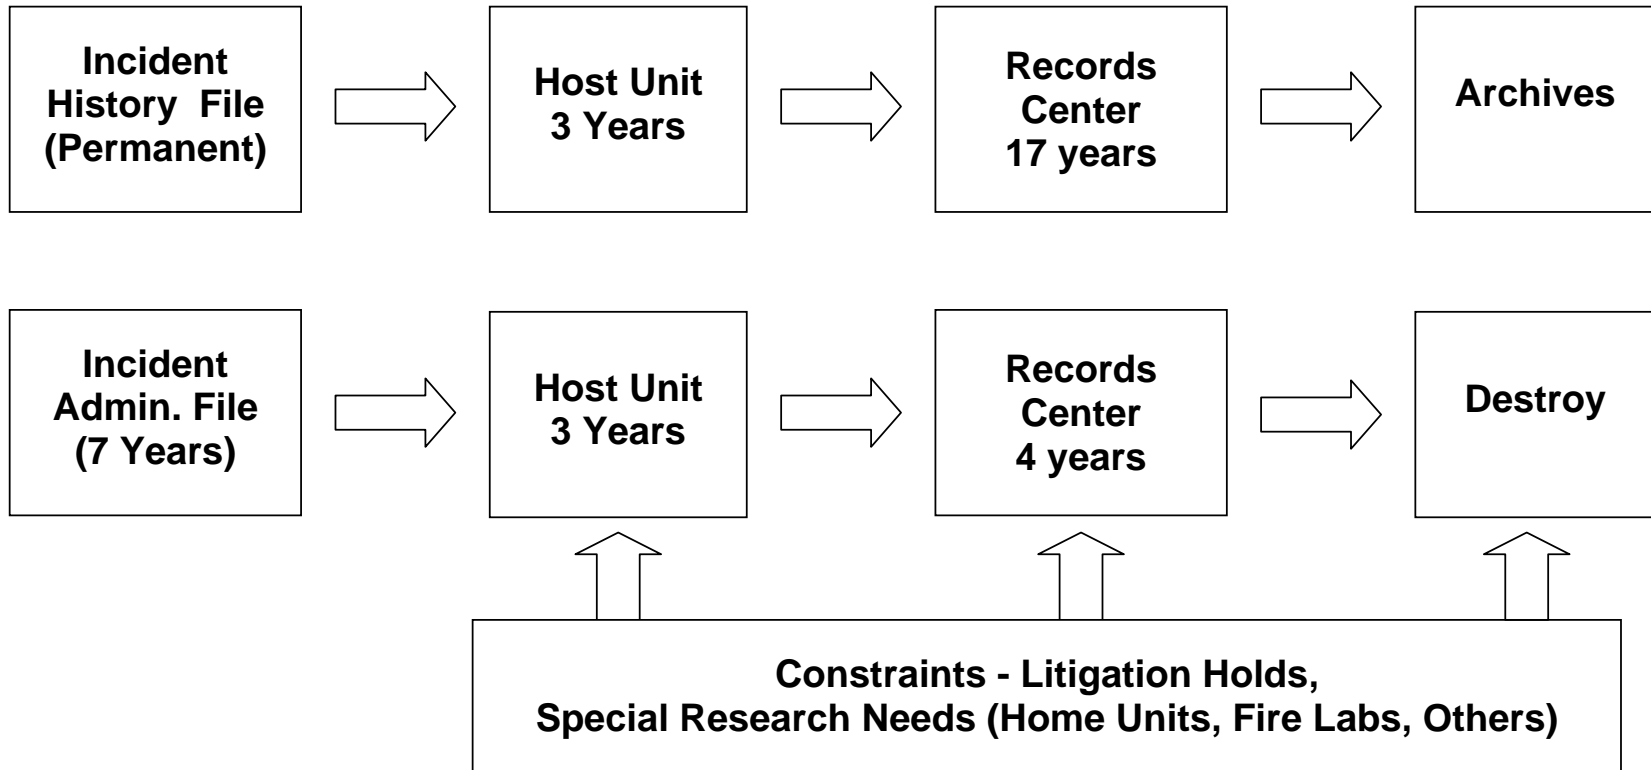 Incident
History File
(Permanent)
Host Unit
3 Years
Records
Center
17 years
Archives
Incident
Admin. File
(7 Years)
Host Unit
3 Years
Records
Center
4 years
Destroy
Constraints - Litigation Holds,
Special Research Needs (Home Units, Fire Labs, Others)